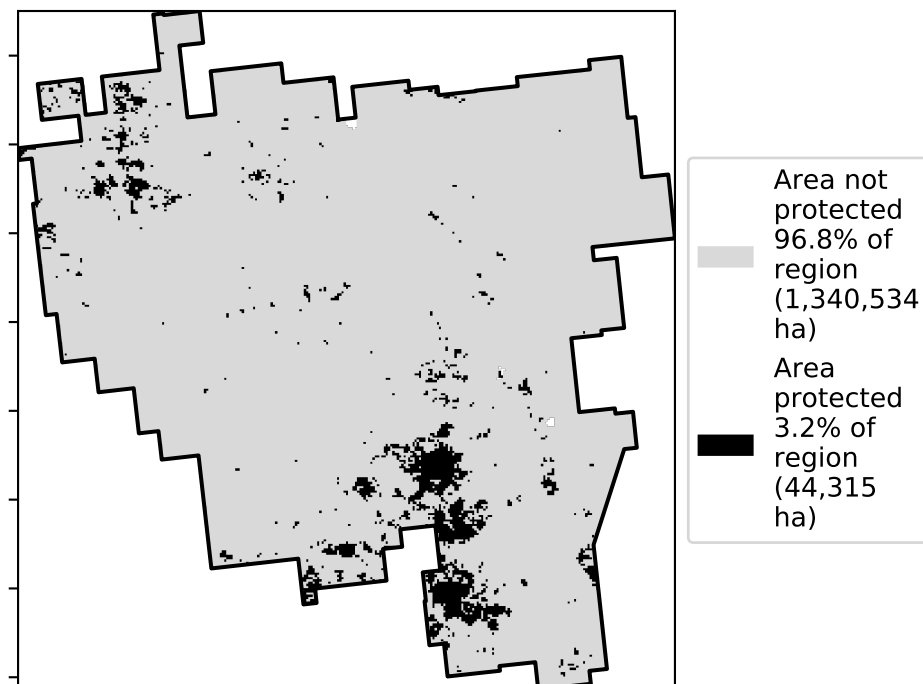 Area not
protected
96.8% of
region
(1,340,534
ha)
Area
protected
3.2% of
region
(44,315
ha)